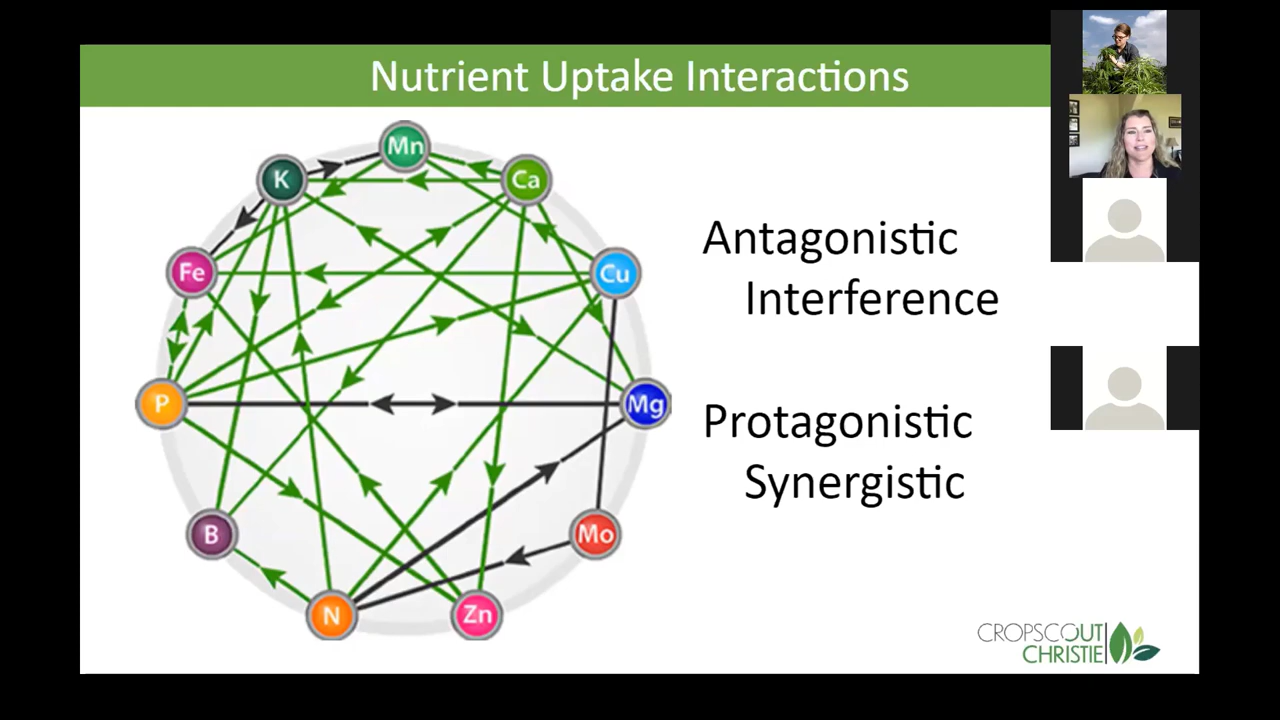 Nutrient Uptake Interactions
Mn
K
Ca
Fe
Cu
P
Mg
B
Mo
N
Zn
Antagonistic
Interference
Protagonistic
Synergistic
CROPSCOUT
CHRISTIE